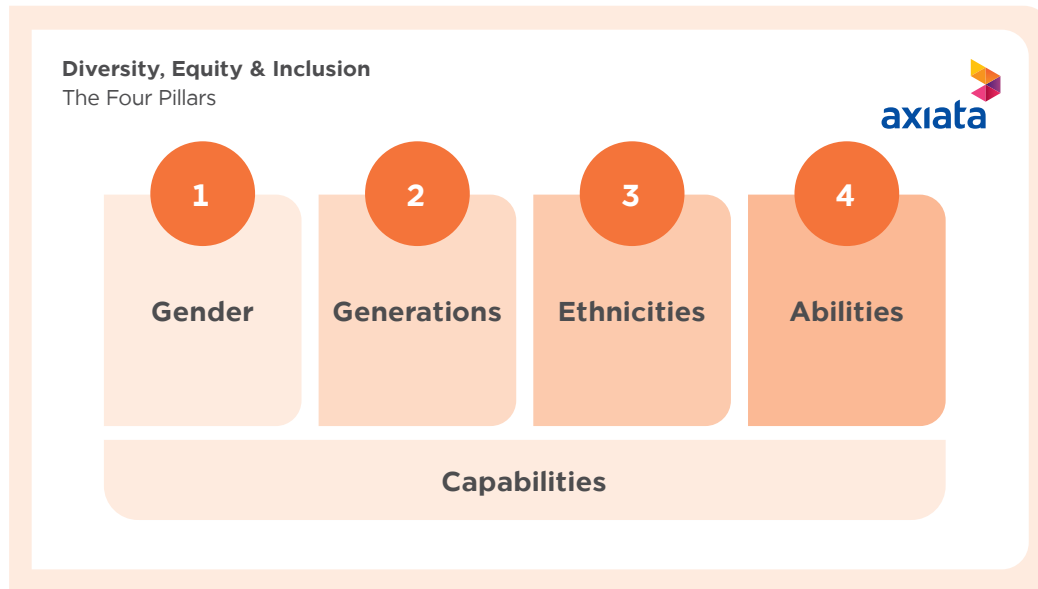 Diversity, Equity & Inclusion
The Four Pillars
axiata
1
2
3
4
Gender
Generations
Ethnicities
Abilities
Capabilities